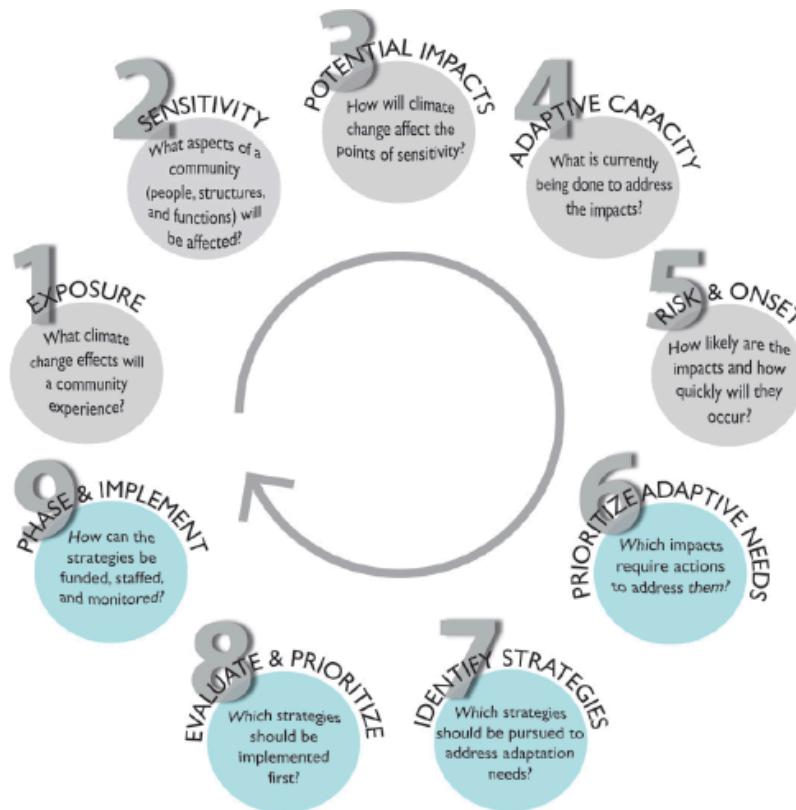 1
EXPOSURE
What climate
change effects will
a community
experience?
2
SENSITIVITY
What aspects of a
community
(people, structures,
and functions) will
be affected?
3
POTENTIAL IMPACTS
How will climate
change affect the
points of sensitivity?
4
ADAPTIVE CAPACITY
What is currently
being done to address
the impacts?
5
RISK & ONSET
How likely are the
impacts and how
quickly will they
occur?
6
PRIORITIZE ADAPTIVE NEEDS
Which impacts
require actions
to address them?
7
IDENTIFY STRATEGIES
Which strategies
should be pursued to
address adaptation
needs?
8
EVALUATE & PRIORITIZE
Which strategies
should be
implemented
first?
9
PHASE & IMPLEMENT
How can the
strategies be
funded, staffed,
and monitored?